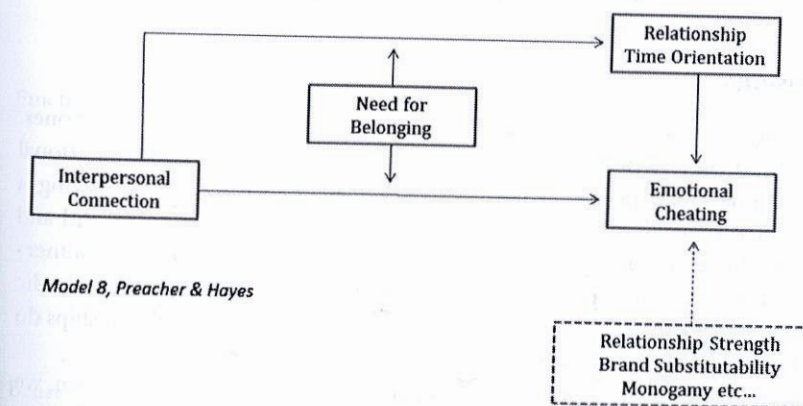 Relationship
Time Orientation
Need for
Belonging
Interpersonal
Connection
Emotional
Cheating
Model 8, Preacher & Hayes
Relationship Strength
Brand Substitutability
Monogamy etc...